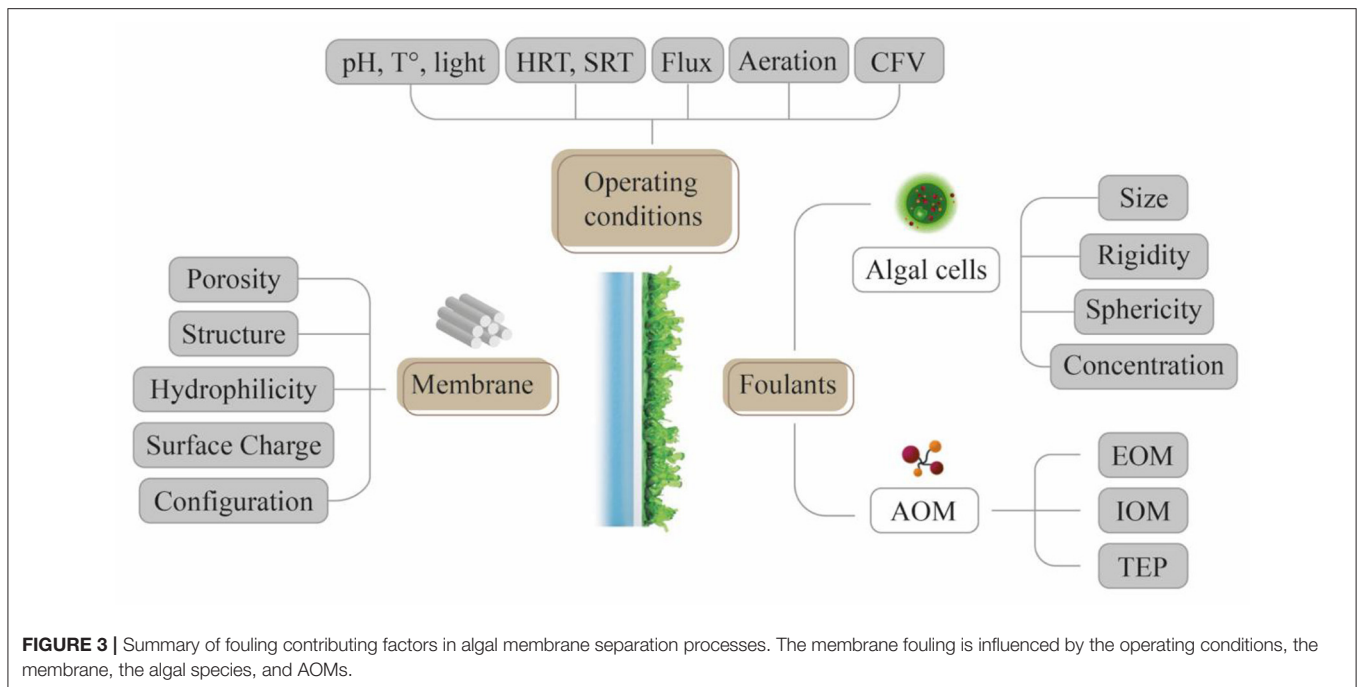 pH, T°, light
HRT, SRT
Flux
Aeration
CFV
Operating
conditions
Porosity
Structure
Hydrophilicity
Surface Charge
Configuration
Membrane
Foulants
Algal cells
Size
Rigidity
Sphericity
Concentration
AOM
EOM
IOM
TEP
FIGURE 3 | Summary of fouling contributing factors in algal membrane separation processes. The membrane fouling is influenced by the operating conditions, the
membrane, the algal species, and AOMs.